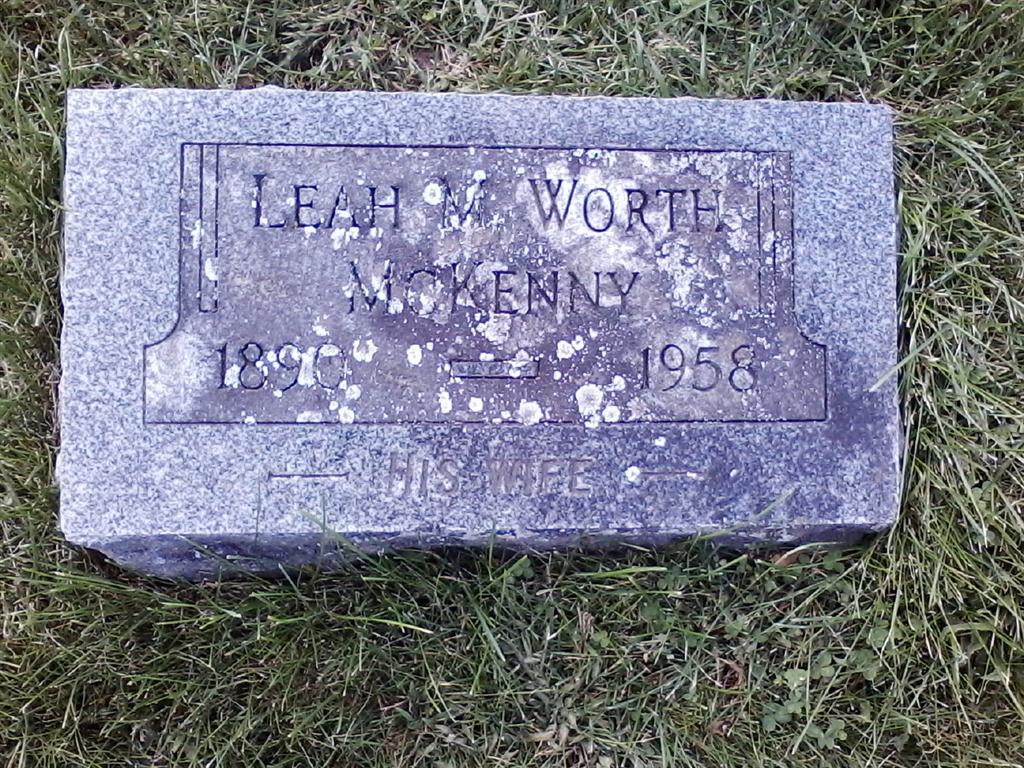 LEAH M. WORTH
MCKENNY
1890 — 1958
— HIS WIFE —